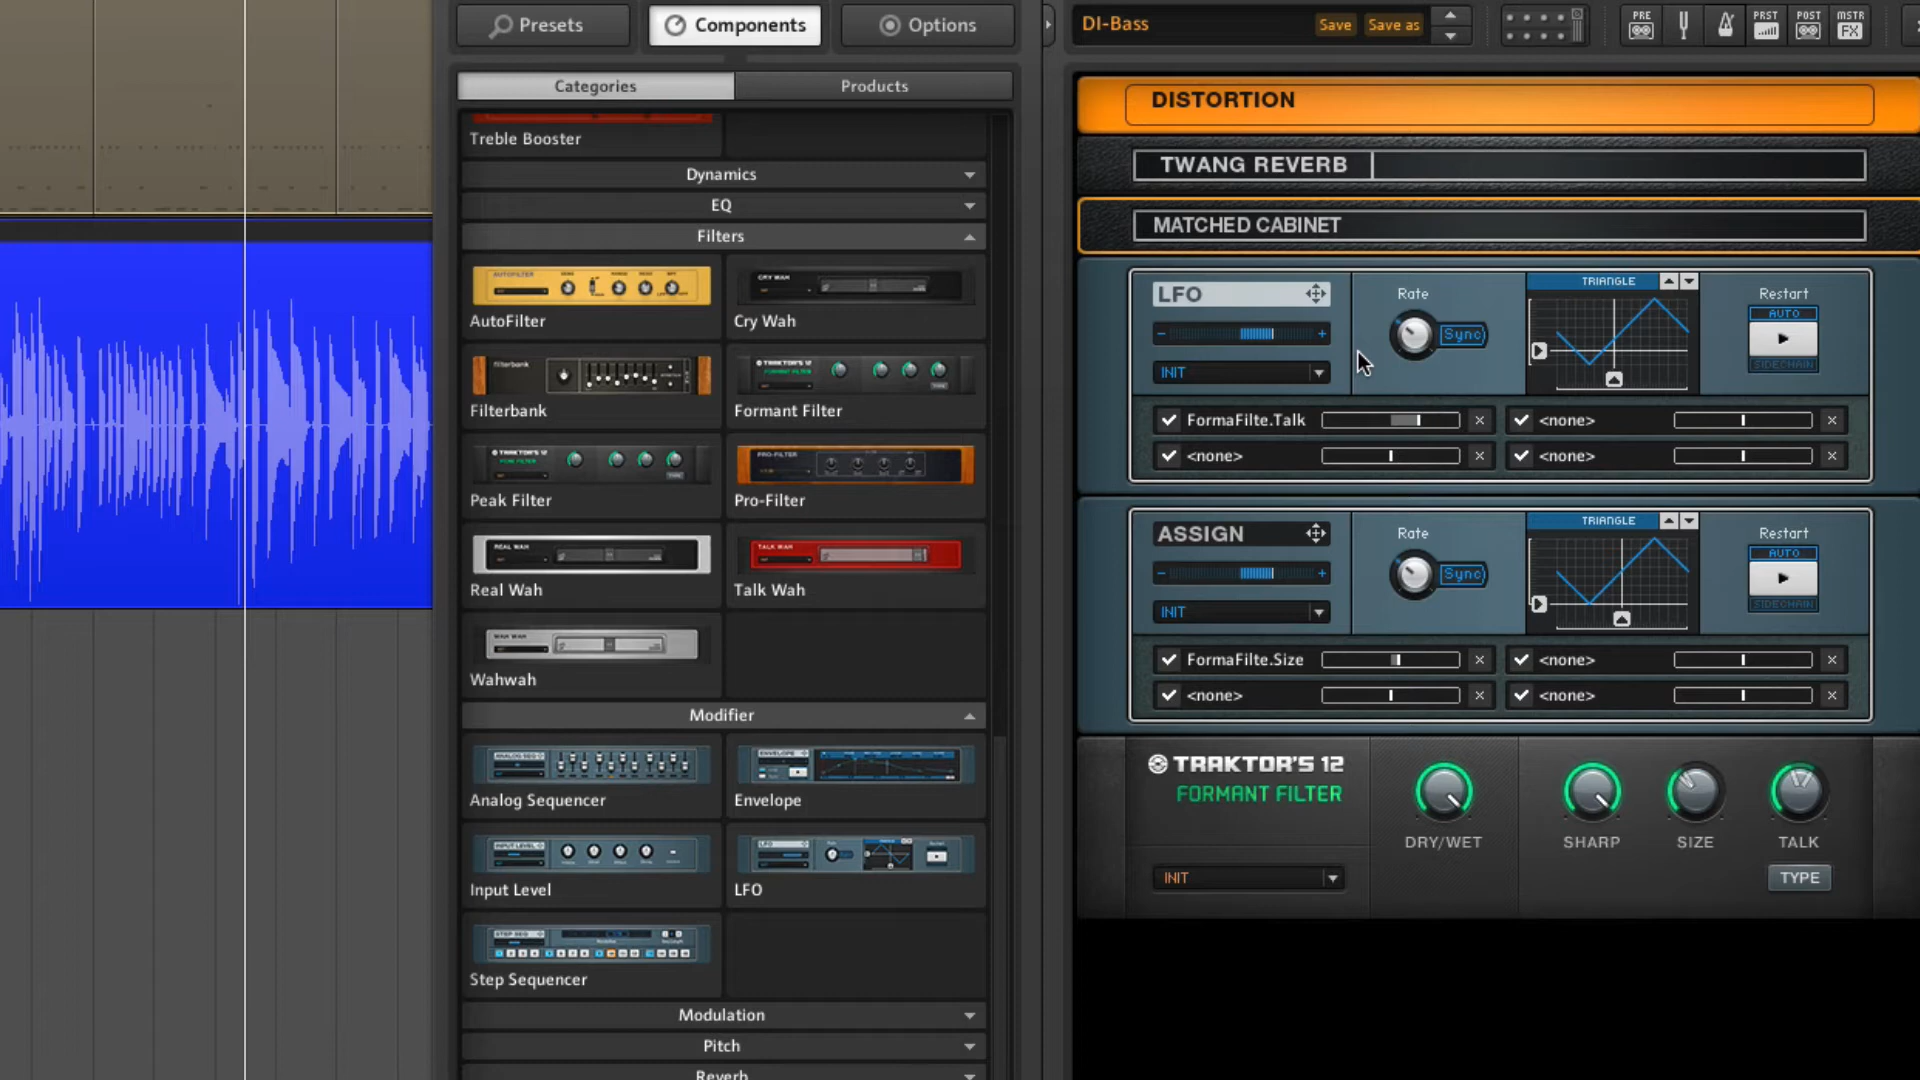 Presets
Components
Options
DI-Bass
Save
Save as
PRE
PRST
POST
MSTR
FX
Categories
Products
Treble Booster
Dynamics
EQ
Filters
AUTOFILTER
AutoFilter
CRY WAH
Cry Wah
filterbank
Filterbank
TRAKTOR'S 12
FORMANT FILTER
Formant Filter
TRAKTOR'S 12
PEAK FILTER
Peak Filter
PRO-FILTER
Pro-Filter
REAL WAH
Real Wah
TALK WAH
Talk Wah
WAH WAH
Wahwah
Modifier
ANALOG SEQ
Analog Sequencer
ENVELOPE
Envelope
INPUT LEVEL
Input Level
LFO
LFO
STEP SEQ
Step Sequencer
Modulation
Pitch
Reverb
DISTORTION
TWANG REVERB
MATCHED CABINET
LFO
Rate
TRIANGLE
Restart
AUTO
- +
Sync
SIDECHAIN
INIT
FormaFilte.Talk
<none>
<none>
<none>
ASSIGN
Rate
TRIANGLE
Restart
AUTO
- +
Sync
SIDECHAIN
INIT
FormaFilte.Size
<none>
<none>
<none>
TRAKTOR'S 12
FORMANT FILTER
DRY/WET
SHARP
SIZE
TALK
INIT
TYPE